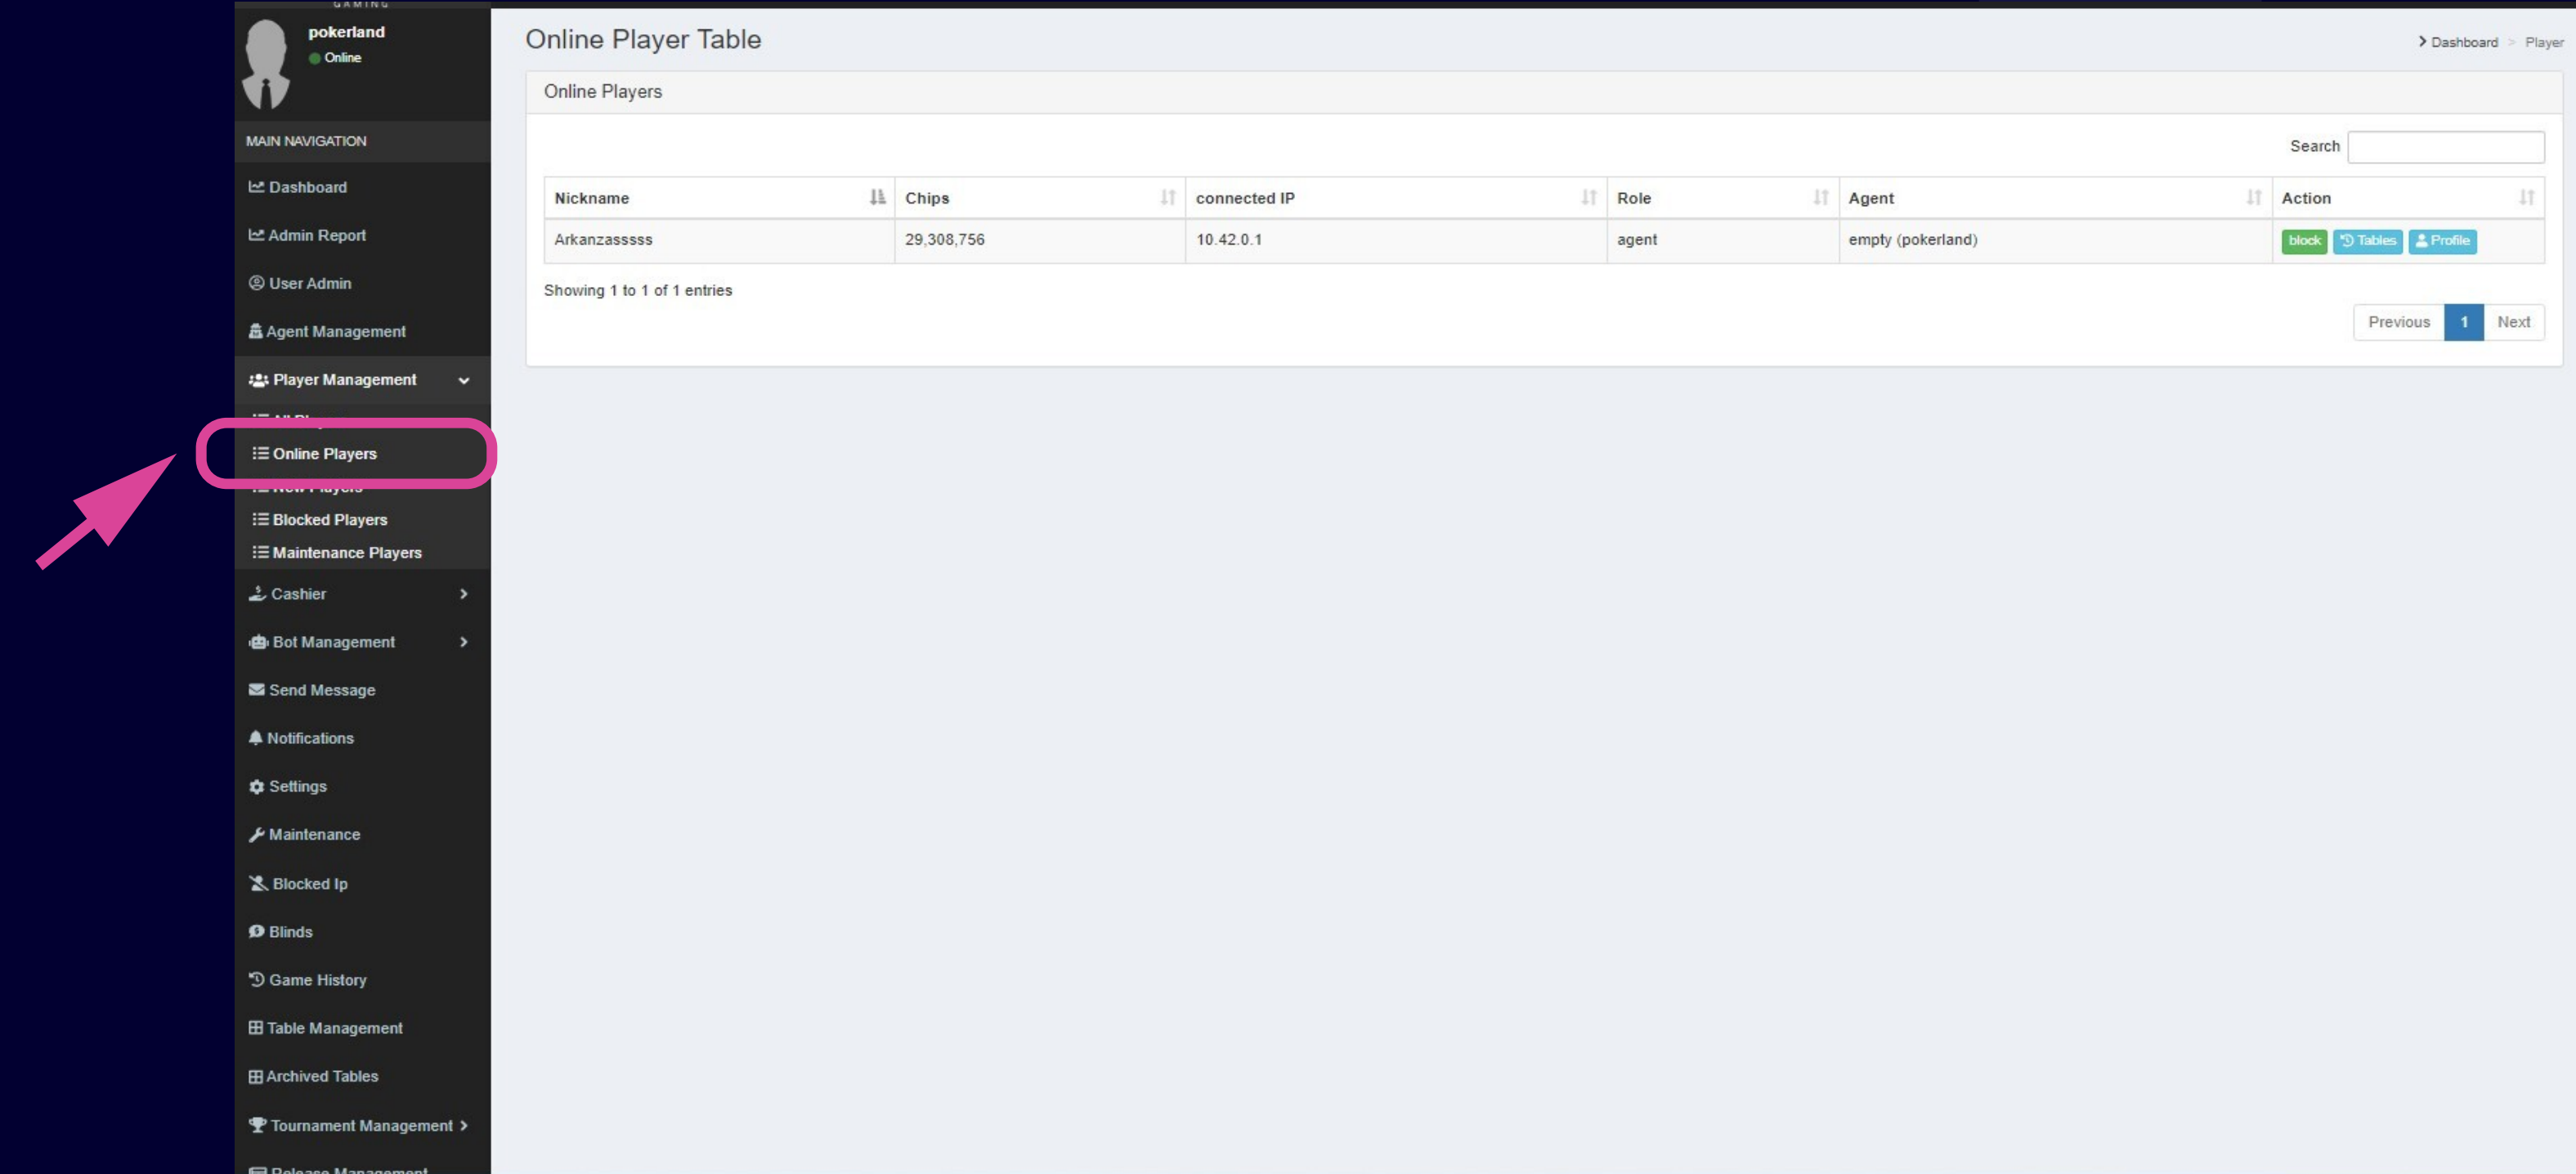 GAMING
pokerland
Online
MAIN NAVIGATION
Dashboard
Admin Report
User Admin
Agent Management
Player Management
Online Players
Blocked Players
Maintenance Players
Cashier
Bot Management
Send Message
Notifications
Settings
Maintenance
Blocked Ip
Blinds
Game History
Table Management
Archived Tables
Tournament Management
Release Management
Online Player Table
Dashboard > Player
Online Players
Search
Nickname Chips connected IP Role Agent Action
Arkanzasssss 29,308,756 10.42.0.1 agent empty (pokerland) block Tables Profile
Showing 1 to 1 of 1 entries
Previous 1 Next